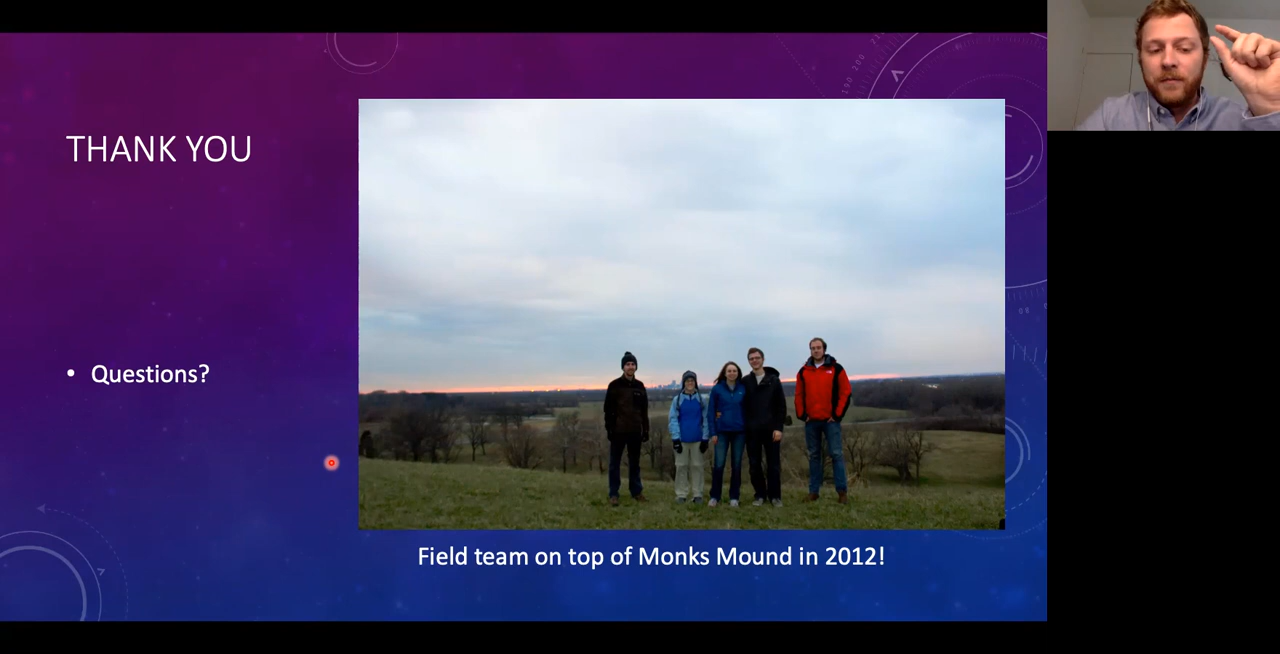 THANK YOU
• Questions?
Field team on top of Monks Mound in 2012!